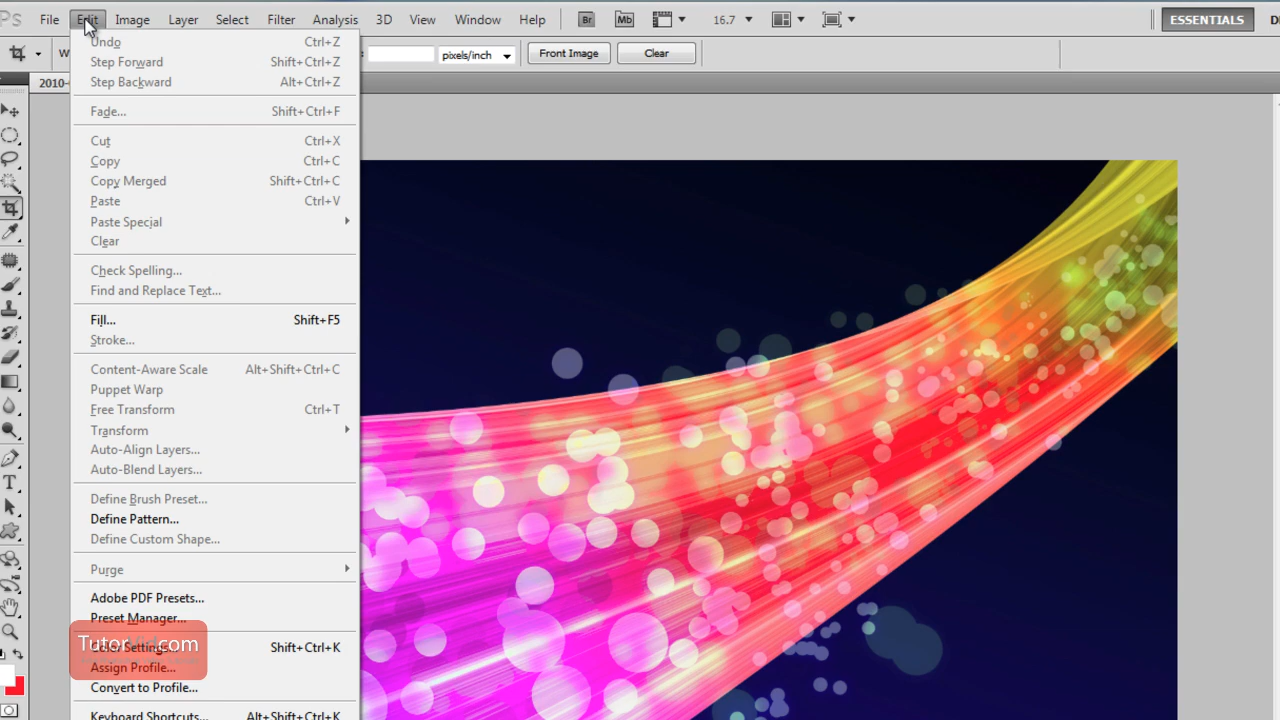 Ps File Edit Image Layer Select Filter Analysis 3D View Window Help Br Mb 16.7 ESSENTIALS
pixels/inch Front Image Clear
2010-
Undo Ctrl+Z
Step Forward Shift+Ctrl+Z
Step Backward Alt+Ctrl+Z
Fade... Shift+Ctrl+F
Cut Ctrl+X
Copy Ctrl+C
Copy Merged Shift+Ctrl+C
Paste Ctrl+V
Paste Special
Clear
Check Spelling...
Find and Replace Text...
Fill... Shift+F5
Stroke...
Content-Aware Scale Alt+Shift+Ctrl+C
Puppet Warp
Free Transform Ctrl+T
Transform
Auto-Align Layers...
Auto-Blend Layers...
Define Brush Preset...
Define Pattern...
Define Custom Shape...
Purge
Adobe PDF Presets...
Preset Manager...
Settings... Shift+Ctrl+K
TutorVid.com
Assign Profile...
Convert to Profile...
Keyboard Shortcuts... Alt+Shift+Ctrl+K